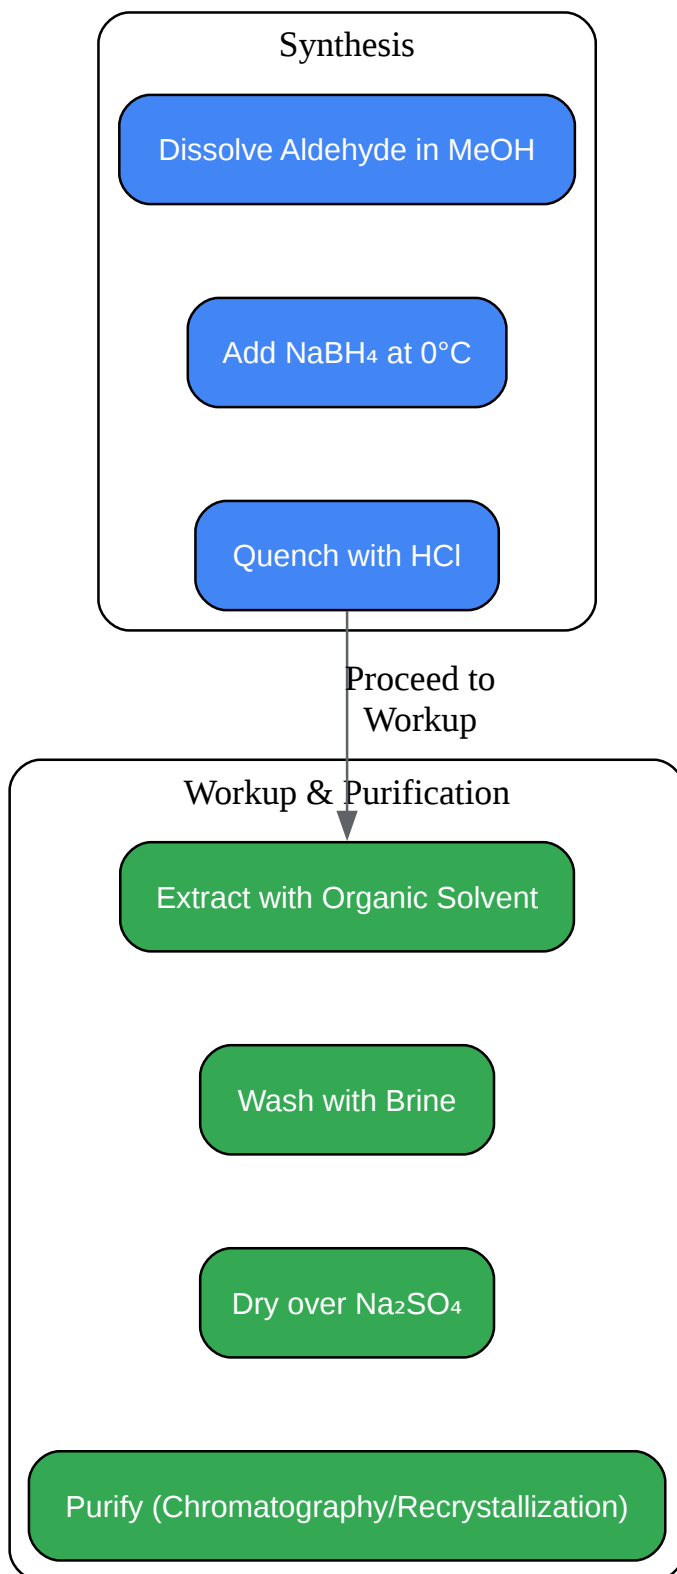 Synthesis
Dissolve Aldehyde in MeOH
Add NaBH₄ at 0°C
Quench with HCl
Proceed to
Workup
Workup & Purification
Extract with Organic Solvent
Wash with Brine
Dry over Na₂SO₄
Purify (Chromatography/Recrystallization)